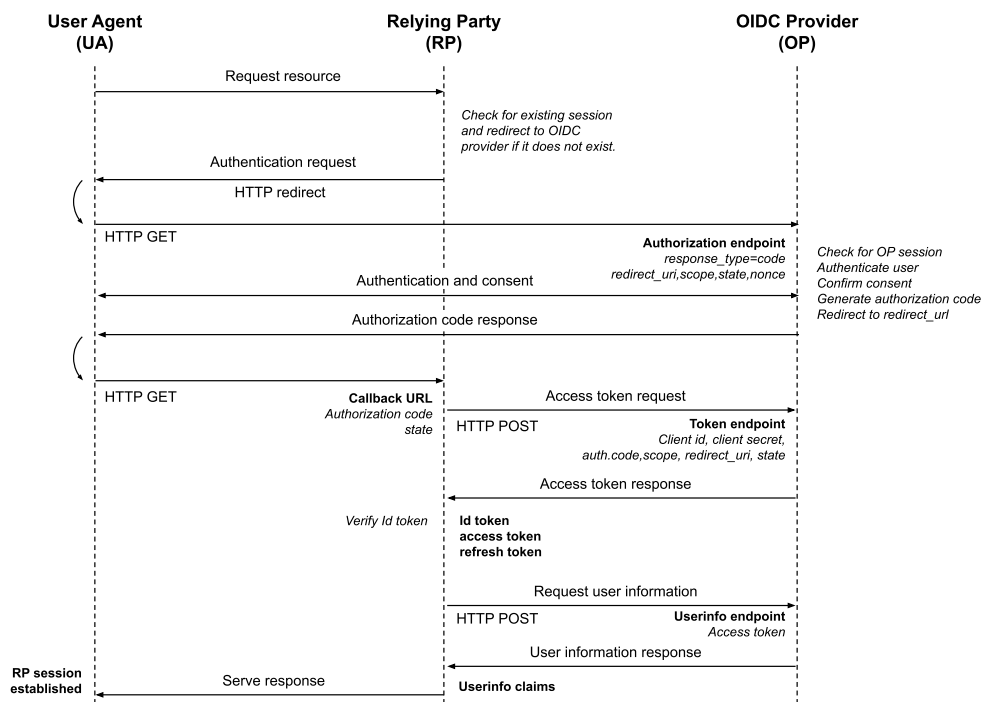 User Agent
(UA)
Relying Party
(RP)
OIDC Provider
(OP)
Request resource
Check for existing session
and redirect to OIDC
provider if it does not exist.
Authentication request
HTTP redirect
HTTP GET
Authorization endpoint
response_type=code
redirect_uri,scope,state,nonce
Check for OP session
Authenticate user
Confirm consent
Generate authorization code
Redirect to redirect_url
Authentication and consent
Authorization code response
HTTP GET
Callback URL
Authorization code
state
Access token request
HTTP POST
Token endpoint
Client id, client secret,
auth.code,scope, redirect_uri, state
Access token response
Verify Id token
Id token
access token
refresh token
Request user information
HTTP POST
Userinfo endpoint
Access token
User information response
RP session
established
Serve response
Userinfo claims